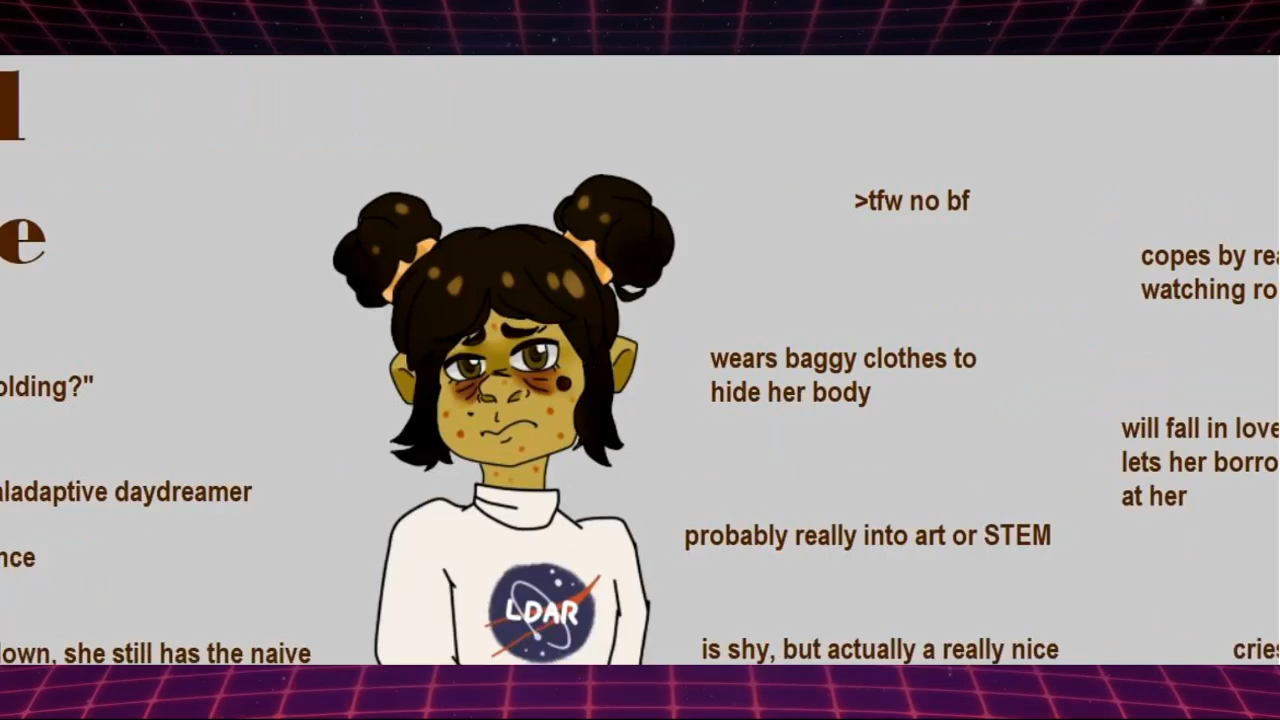 l
e
>tfw no bf
copes by rea
watching ro
wears baggy clothes to
hide her body
olding?"
will fall in love
lets her borro
at her
aladaptive daydreamer
probably really into art or STEM
nce
LDAR
own, she still has the naive
is shy, but actually a really nice
cries